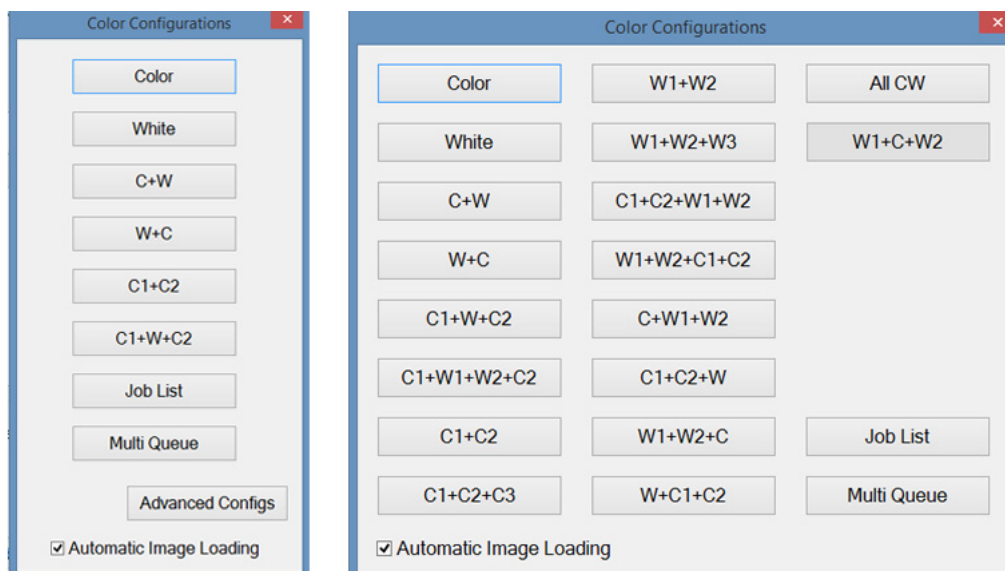 Color Configurations
Color
White
C+W
W+C
C1+C2
C1+W+C2
Job List
Multi Queue
Advanced Configs
Automatic Image Loading
Color Configurations
Color
W1+W2
All CW
White
W1+W2+W3
W1+C+W2
C+W
C1+C2+W1+W2
W+C
W1+W2+C1+C2
C1+W+C2
C+W1+W2
C1+W1+W2+C2
C1+C2+W
C1+C2
W1+W2+C
Job List
C1+C2+C3
W+C1+C2
Multi Queue
Automatic Image Loading